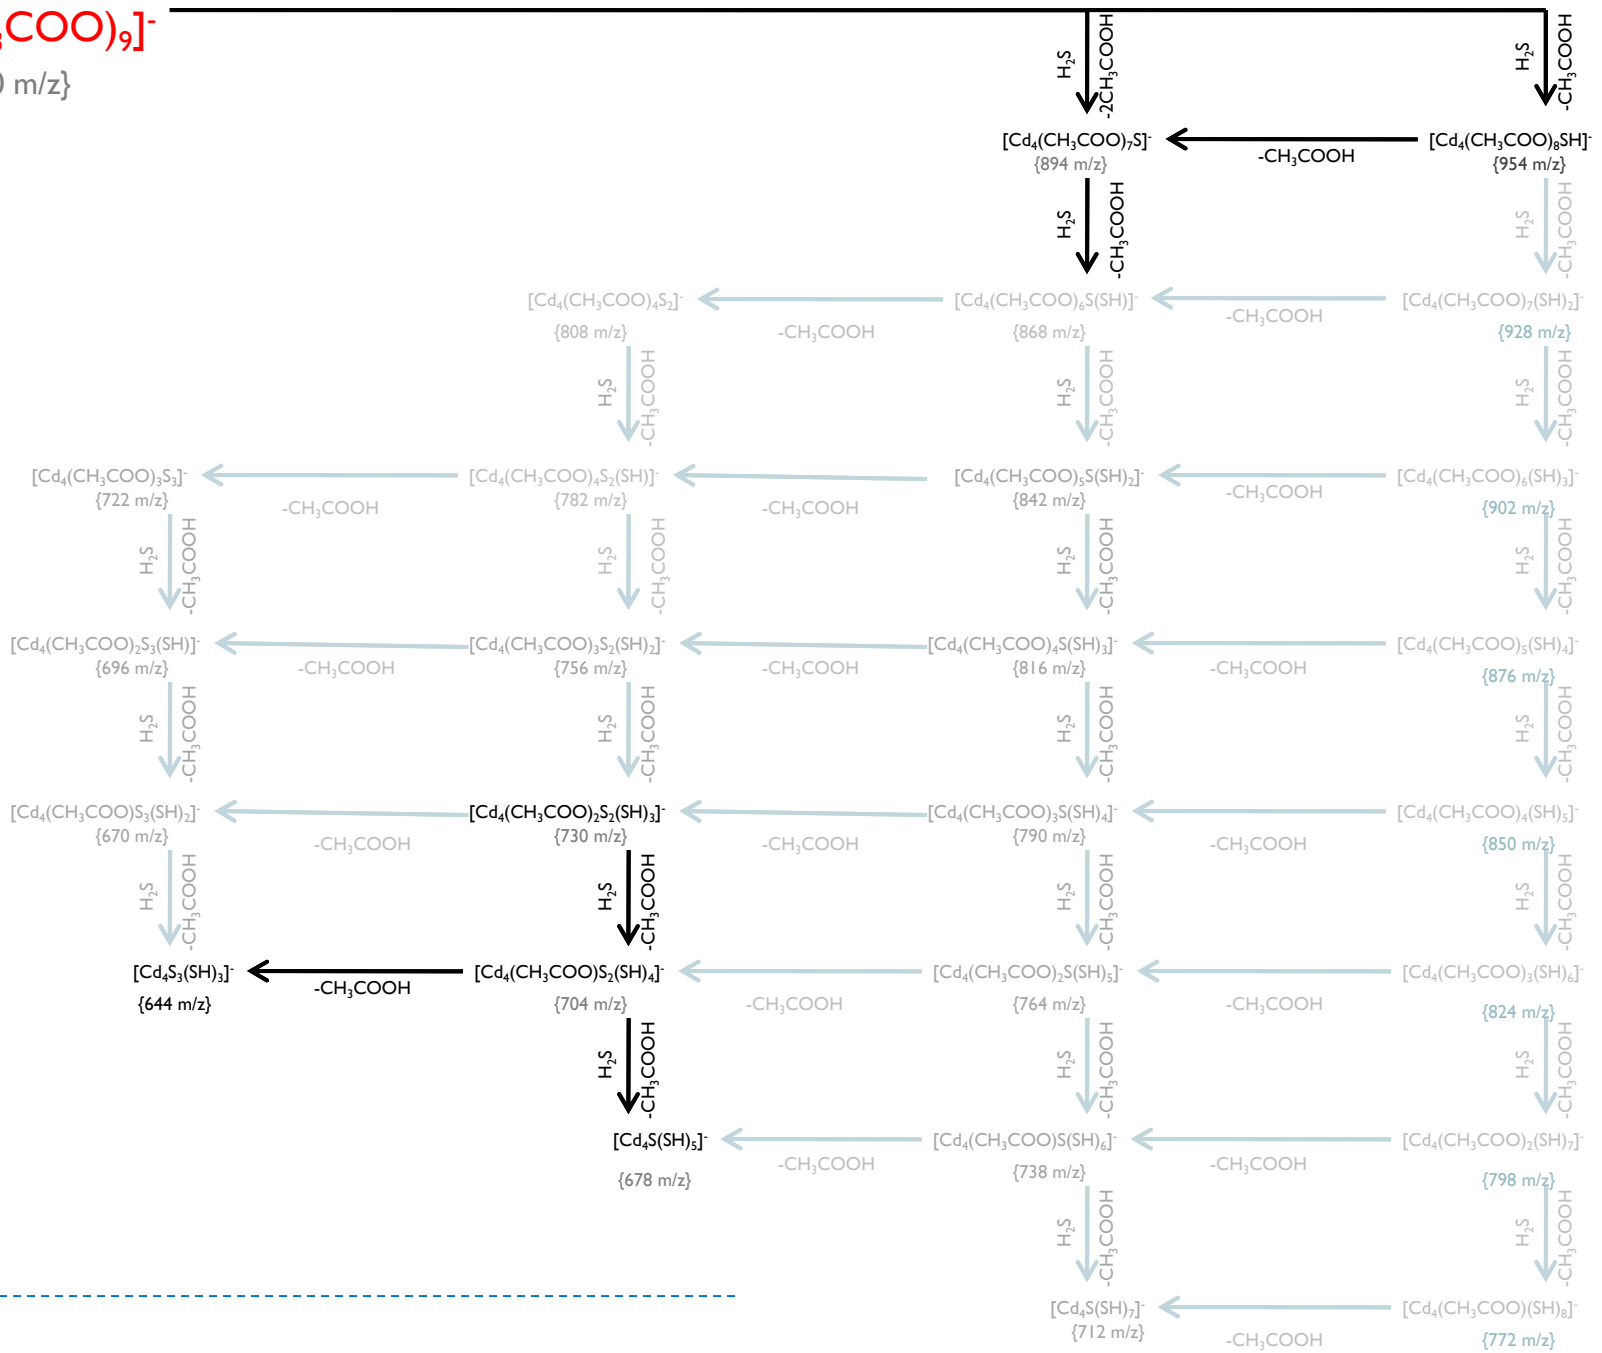 ₃COO)₉]⁻
0 m/z}
H₂S
-2CH₃COOH
H₂S
-CH₃COOH
[Cd₄(CH₃COO)₇S]⁻
{894 m/z}
-CH₃COOH
[Cd₄(CH₃COO)₈SH]⁻
{954 m/z}
H₂S
-CH₃COOH
H₂S
-CH₃COOH
[Cd₄(CH₃COO)₄S₂]⁻
{808 m/z}
-CH₃COOH
[Cd₄(CH₃COO)₆S(SH)]⁻
{868 m/z}
-CH₃COOH
[Cd₄(CH₃COO)₇(SH)₂]⁻
{928 m/z}
H₂S
-CH₃COOH
H₂S
-CH₃COOH
H₂S
-CH₃COOH
[Cd₄(CH₃COO)₃S₃]⁻
{722 m/z}
-CH₃COOH
[Cd₄(CH₃COO)₄S₂(SH)]⁻
{782 m/z}
-CH₃COOH
[Cd₄(CH₃COO)₅S(SH)₂]⁻
{842 m/z}
-CH₃COOH
[Cd₄(CH₃COO)₆(SH)₃]⁻
{902 m/z}
H₂S
-CH₃COOH
H₂S
-CH₃COOH
H₂S
-CH₃COOH
H₂S
-CH₃COOH
[Cd₄(CH₃COO)₂S₃(SH)]⁻
{696 m/z}
-CH₃COOH
[Cd₄(CH₃COO)₃S₂(SH)₂]⁻
{756 m/z}
-CH₃COOH
[Cd₄(CH₃COO)₄S(SH)₃]⁻
{816 m/z}
-CH₃COOH
[Cd₄(CH₃COO)₅(SH)₄]⁻
{876 m/z}
H₂S
-CH₃COOH
H₂S
-CH₃COOH
H₂S
-CH₃COOH
H₂S
-CH₃COOH
[Cd₄(CH₃COO)S₃(SH)₂]⁻
{670 m/z}
-CH₃COOH
[Cd₄(CH₃COO)₂S₂(SH)₃]⁻
{730 m/z}
-CH₃COOH
[Cd₄(CH₃COO)₃S(SH)₄]⁻
{790 m/z}
-CH₃COOH
[Cd₄(CH₃COO)₄(SH)₅]⁻
{850 m/z}
H₂S
-CH₃COOH
H₂S
-CH₃COOH
H₂S
-CH₃COOH
H₂S
-CH₃COOH
[Cd₄S₃(SH)₃]⁻
{644 m/z}
-CH₃COOH
[Cd₄(CH₃COO)S₂(SH)₄]⁻
{704 m/z}
-CH₃COOH
[Cd₄(CH₃COO)₂S(SH)₅]⁻
{764 m/z}
-CH₃COOH
[Cd₄(CH₃COO)₃(SH)₆]⁻
{824 m/z}
H₂S
-CH₃COOH
H₂S
-CH₃COOH
H₂S
-CH₃COOH
[Cd₄S(SH)₅]⁻
{678 m/z}
-CH₃COOH
[Cd₄(CH₃COO)S(SH)₆]⁻
{738 m/z}
-CH₃COOH
[Cd₄(CH₃COO)₂(SH)₇]⁻
{798 m/z}
H₂S
-CH₃COOH
H₂S
-CH₃COOH
[Cd₄S(SH)₇]⁻
{712 m/z}
-CH₃COOH
[Cd₄(CH₃COO)(SH)₈]⁻
{772 m/z}